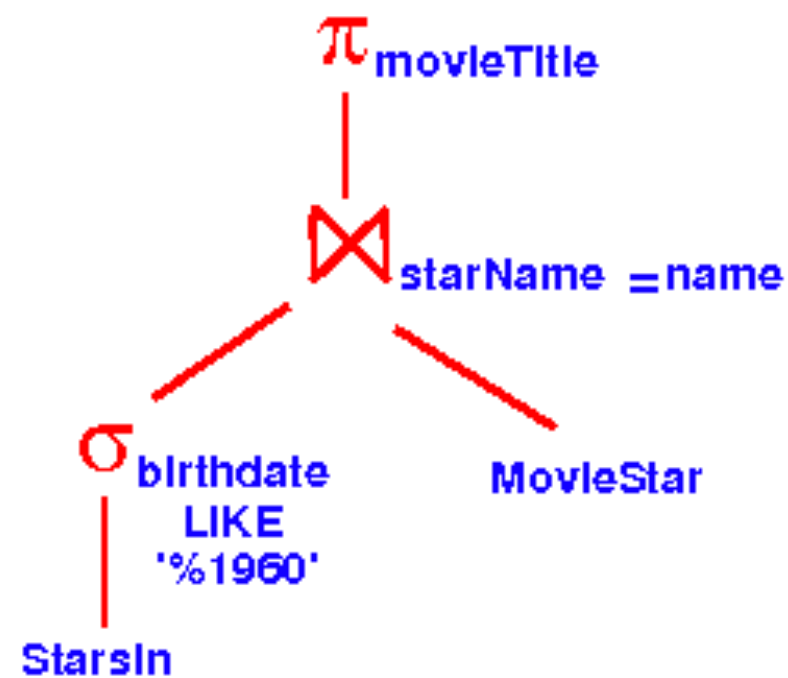 π movieTitle
⋈ starName = name
σ birthdate
LIKE
'%1960'
MovieStar
StarsIn